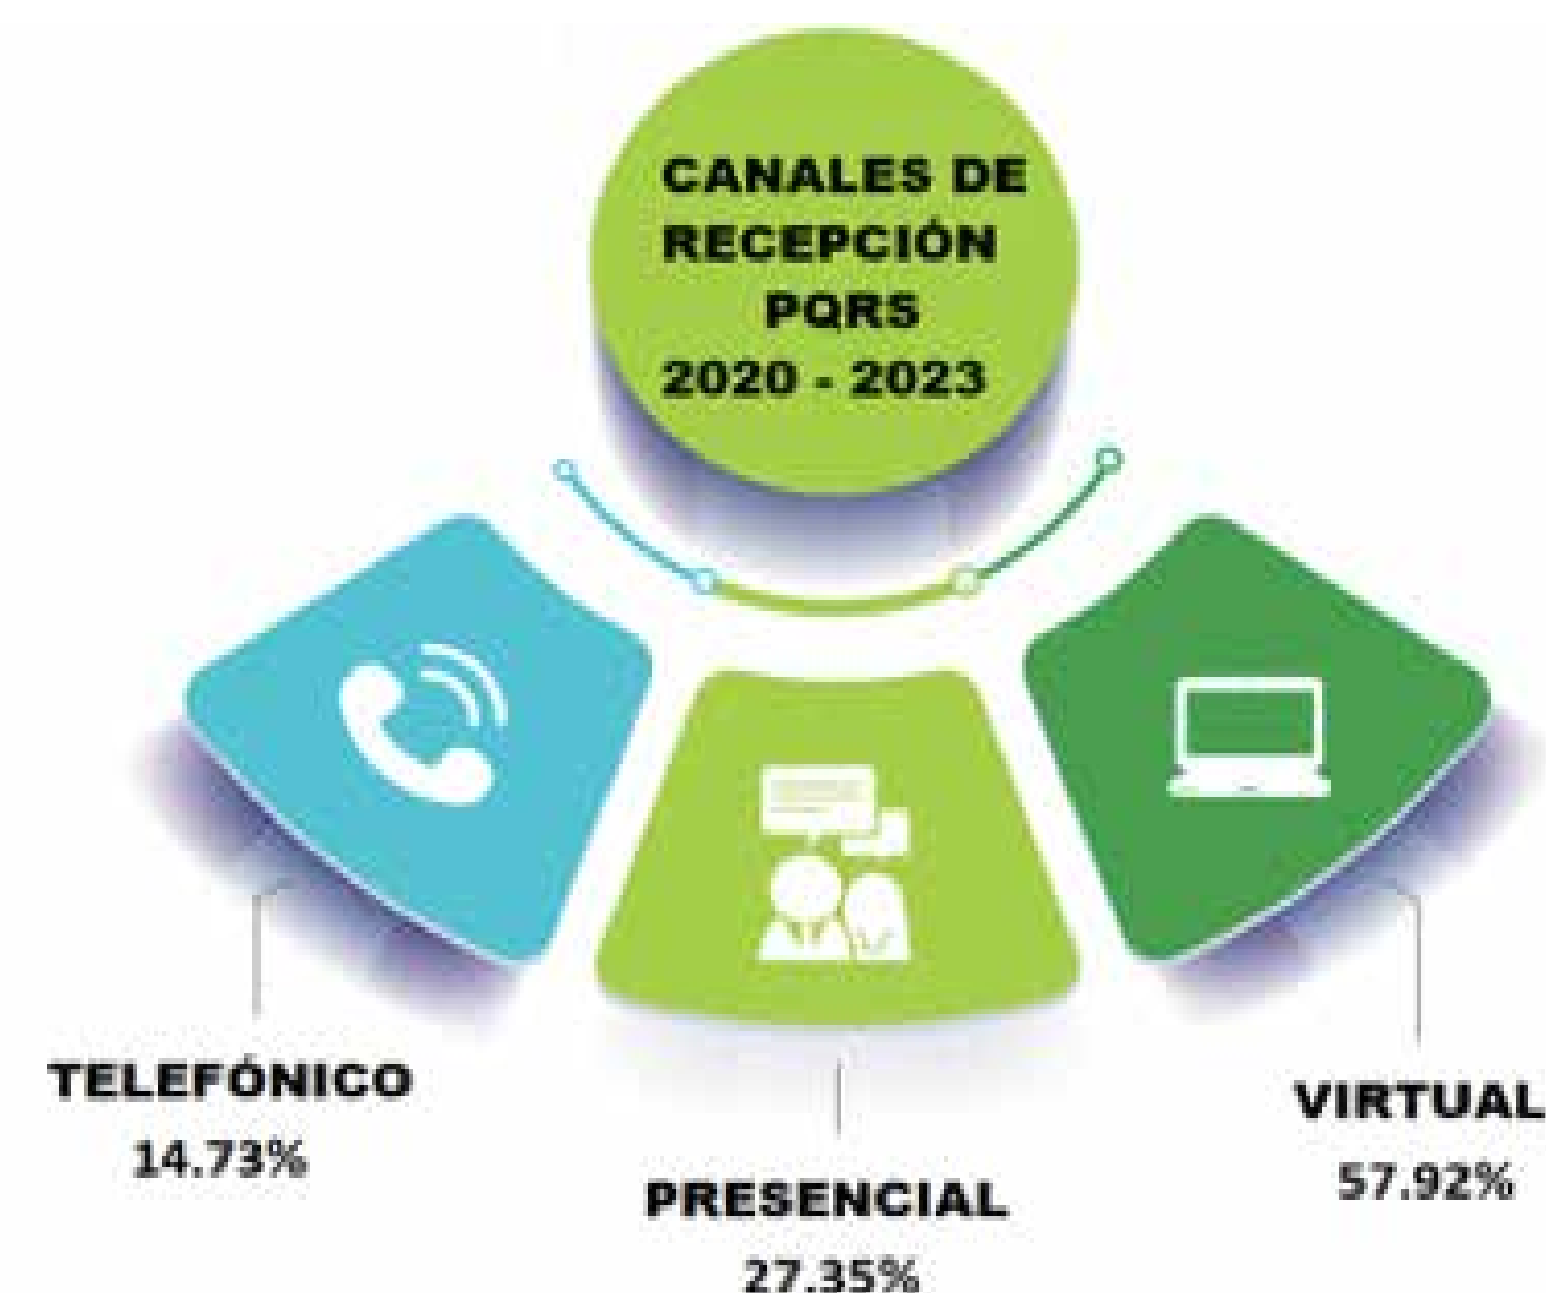 CANALES DE
RECEPCIÓN
PQRS
2020 - 2023
TELEFÓNICO
14.73%
PRESENCIAL
27.35%
VIRTUAL
57.92%